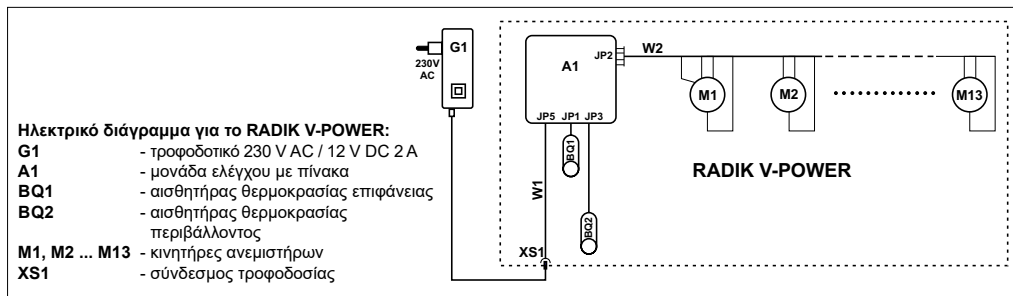 Ηλεκτρικό διάγραμμα για το RADIK V-POWER:
G1 - τροφοδοτικό 230 V AC / 12 V DC 2 A
A1 - μονάδα ελέγχου με πίνακα
BQ1 - αισθητήρας θερμοκρασίας επιφάνειας
BQ2 - αισθητήρας θερμοκρασίας
περιβάλλοντος
M1, M2 ... M13 - κινητήρες ανεμιστήρων
XS1 - σύνδεσμος τροφοδοσίας
G1
230V
AC
A1
JP2
W2
JP5 JP1 JP3
M1
M2
M13
BQ1
W1
BQ2
XS1
RADIK V-POWER